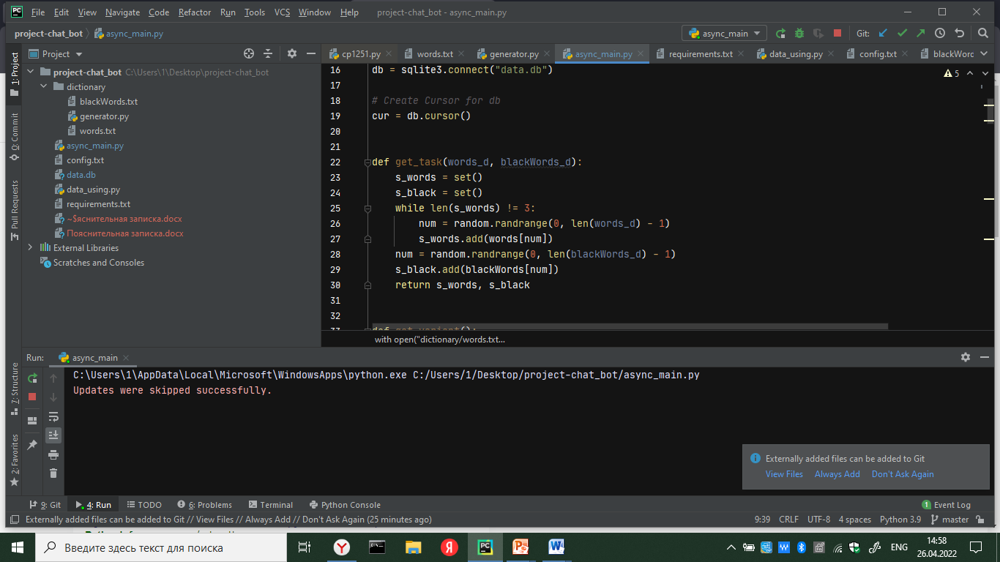 PC File Edit View Navigate Code Refactor Run Tools VCS Window Help project-chat_bot - async_main.py
project-chat_bot async_main.py async_main Git:
1: Project
Project
cp1251.py words.txt generator.py async_main.py requirements.txt data_using.py config.txt blackWorc
project-chat_bot C:\Users\1\Desktop\project-chat_bot
dictionary
blackWords.txt
generator.py
words.txt
async_main.py
config.txt
data.db
data_using.py
requirements.txt
~$яснительная записка.docx
Пояснительная записка.docx
External Libraries
Scratches and Consoles
0: Commit
Pull Requests
5
16 db = sqlite3.connect("data.db")
17
18 # Create Cursor for db
19 cur = db.cursor()
20
21
22 def get_task(words_d, blackWords_d):
23 s_words = set()
24 s_black = set()
25 while len(s_words) != 3:
26 num = random.randrange(0, len(words_d) - 1)
27 s_words.add(words[num])
28 num = random.randrange(0, len(blackWords_d) - 1)
29 s_black.add(blackWords[num])
30 return s_words, s_black
31
32
with open("dictionary/words.txt...
Run: async_main
7: Structure
2: Favorites
C:\Users\1\AppData\Local\Microsoft\WindowsApps\python.exe C:/Users/1/Desktop/project-chat_bot/async_main.py
Updates were skipped successfully.
Externally added files can be added to Git
View Files Always Add Don't Ask Again
9: Git 4: Run TODO 6: Problems Terminal Python Console 1 Event Log
Externally added files can be added to Git // View Files // Always Add // Don't Ask Again (25 minutes ago) 9:39 CRLF UTF-8 4 spaces Python 3.9 master
Введите здесь текст для поиска
ENG
14:58
26.04.2022